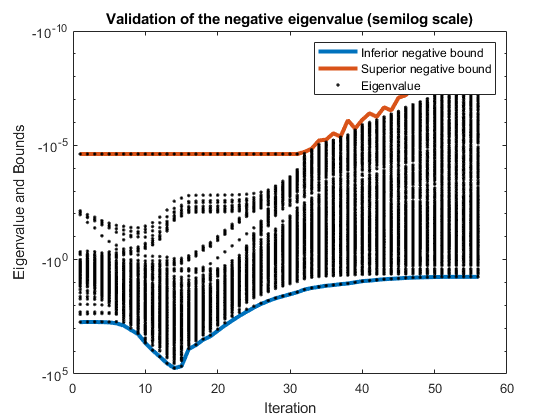 Validation of the negative eigenvalue (semilog scale)
-10^-10
Inferior negative bound
Superior negative bound
Eigenvalue
-10^-5
Eigenvalue and Bounds
-10^0
-10^5
0 10 20 30 40 50 60
Iteration